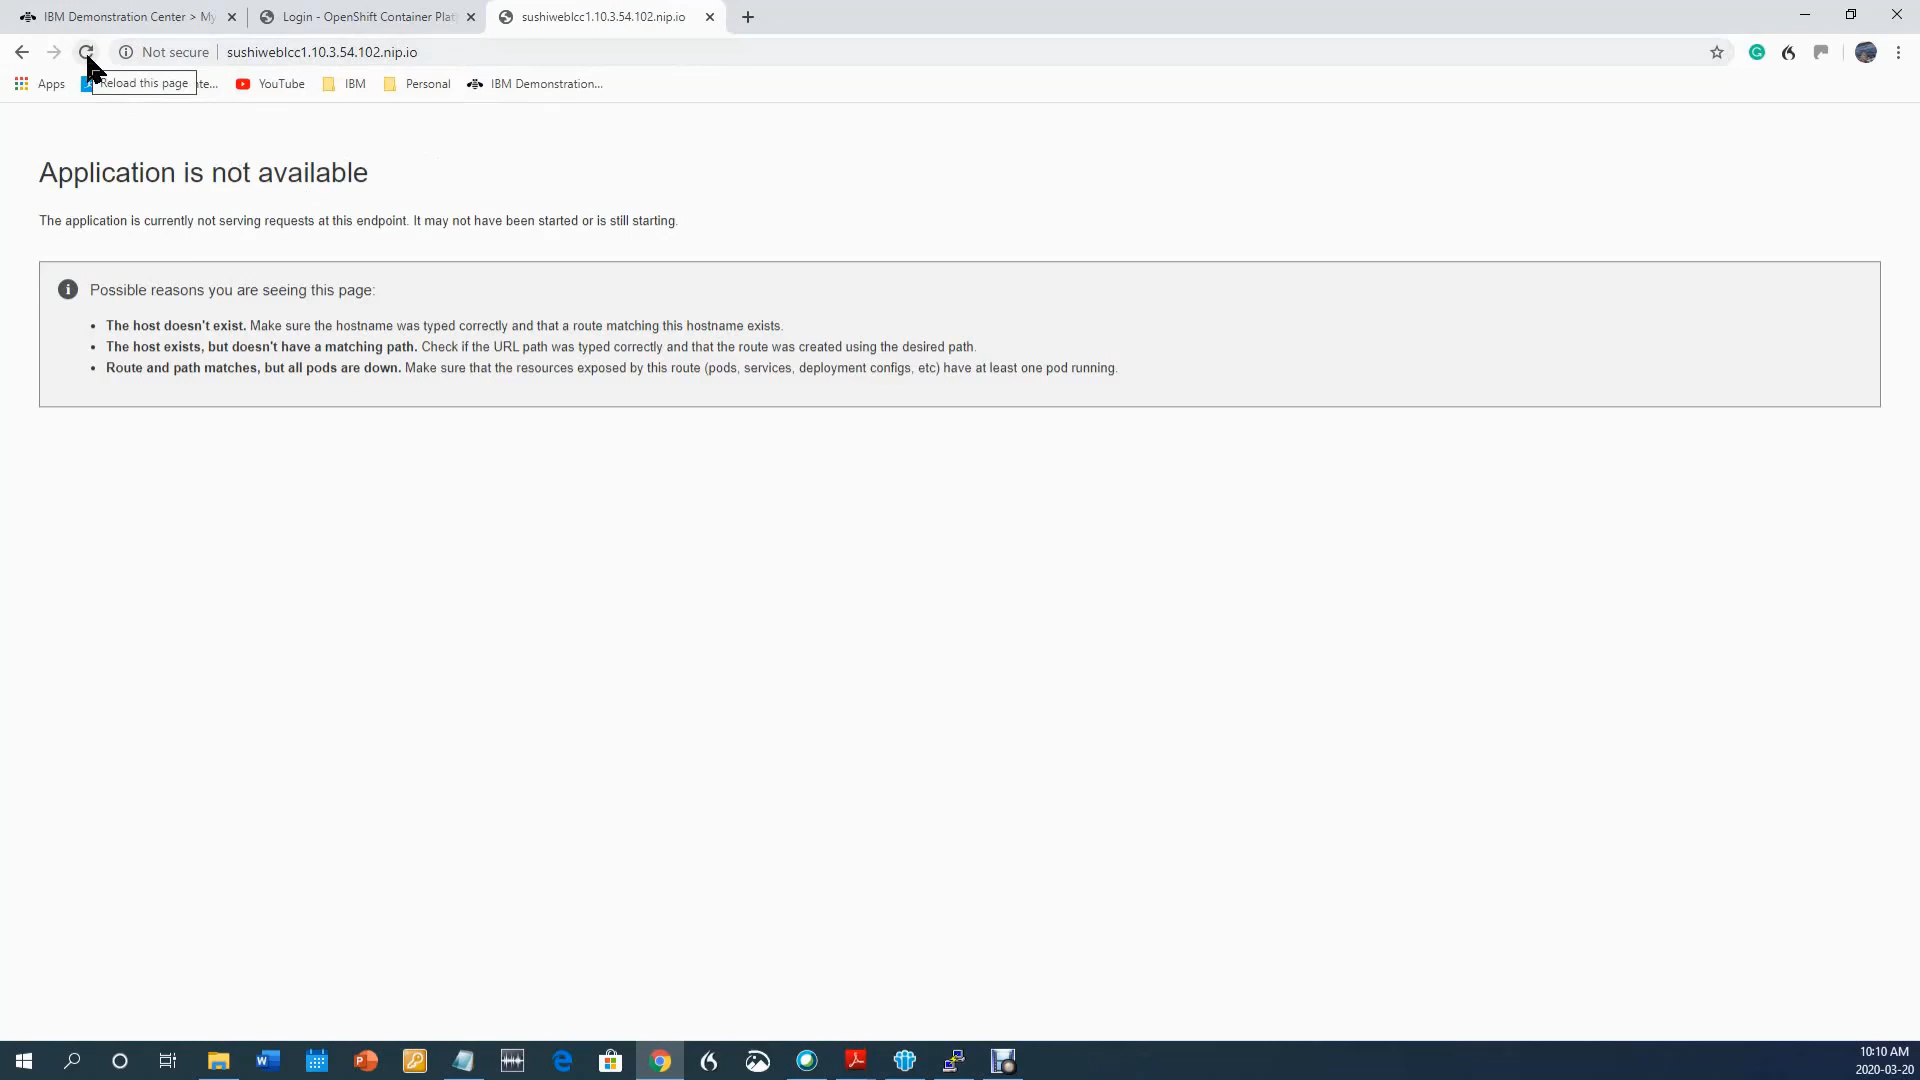 IBM Demonstration Center > My
Login - OpenShift Container Plat
sushiweblcc1.10.3.54.102.nip.io
Not secure
sushiweblcc1.10.3.54.102.nip.io
Apps
Reload this page
te...
YouTube
IBM
Personal
IBM Demonstration...
Application is not available
The application is currently not serving requests at this endpoint. It may not have been started or is still starting.
Possible reasons you are seeing this page:
• The host doesn't exist. Make sure the hostname was typed correctly and that a route matching this hostname exists.
• The host exists, but doesn't have a matching path. Check if the URL path was typed correctly and that the route was created using the desired path.
• Route and path matches, but all pods are down. Make sure that the resources exposed by this route (pods, services, deployment configs, etc) have at least one pod running.
10:10 AM
2020-03-20